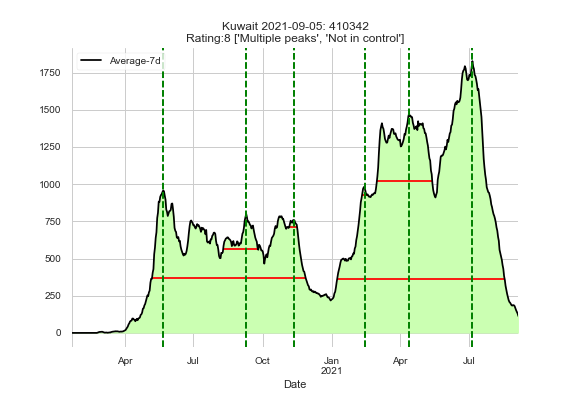 Kuwait 2021-09-05: 410342
Rating:8 ['Multiple peaks', 'Not in control']
Average-7d
1750
1500
1250
1000
750
500
250
0
Apr
Jul
Oct
Jan
2021
Apr
Jul
Date